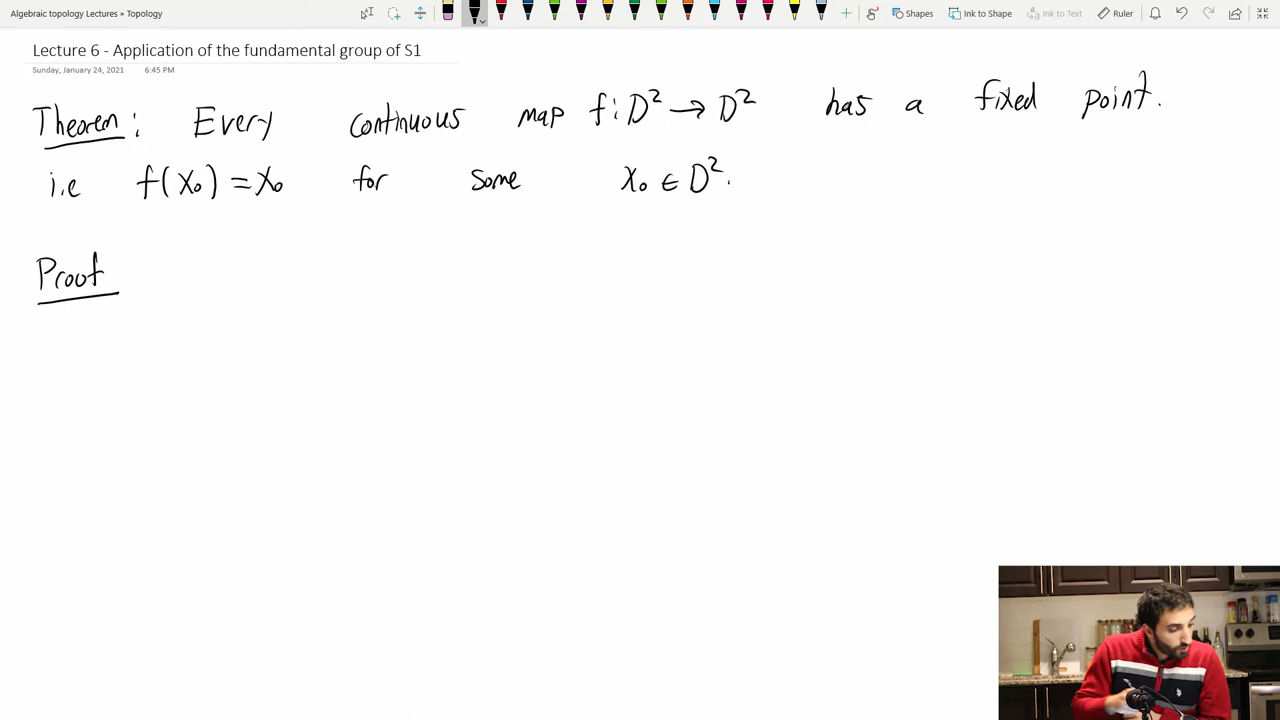 Algebraic topology Lectures » Topology
Shapes
Ink to Shape
Ink to Text
Ruler
Lecture 6 - Application of the fundamental group of S1
Sunday, January 24, 2021 6:45 PM
Theorem: Every continuous map f: D² → D² has a fixed point.
i.e f(x₀) = x₀ for some x₀ ∈ D².
Proof